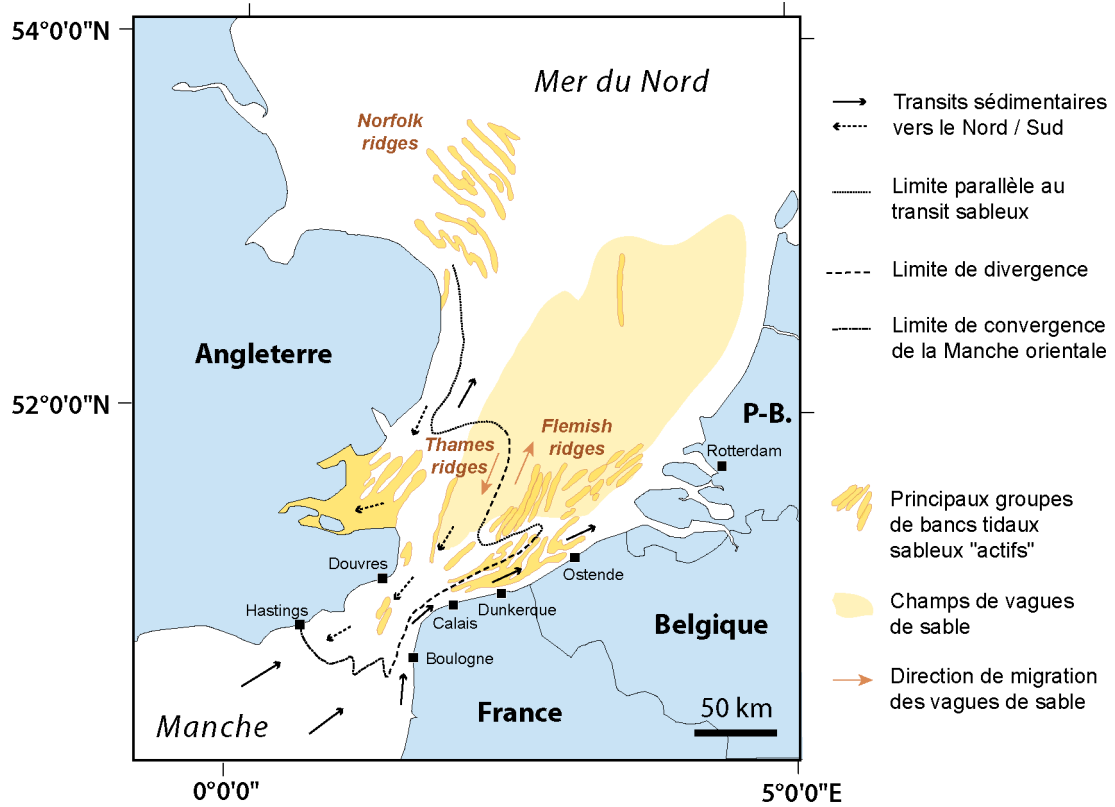 54°0'0"N
Mer du Nord
Norfolk
ridges
Angleterre
52°0'0"N
P-B.
Flemish
ridges
Thames
ridges
Rotterdam
Douvres
Ostende
Hastings
Dunkerque
Calais
Belgique
Boulogne
France
50 km
Manche
0°0'0"
5°0'0"E
Transits sédimentaires
vers le Nord / Sud
Limite parallèle au
transit sableux
Limite de divergence
Limite de convergence
de la Manche orientale
Principaux groupes
de bancs tidaux
sableux "actifs"
Champs de vagues
de sable
Direction de migration
des vagues de sable